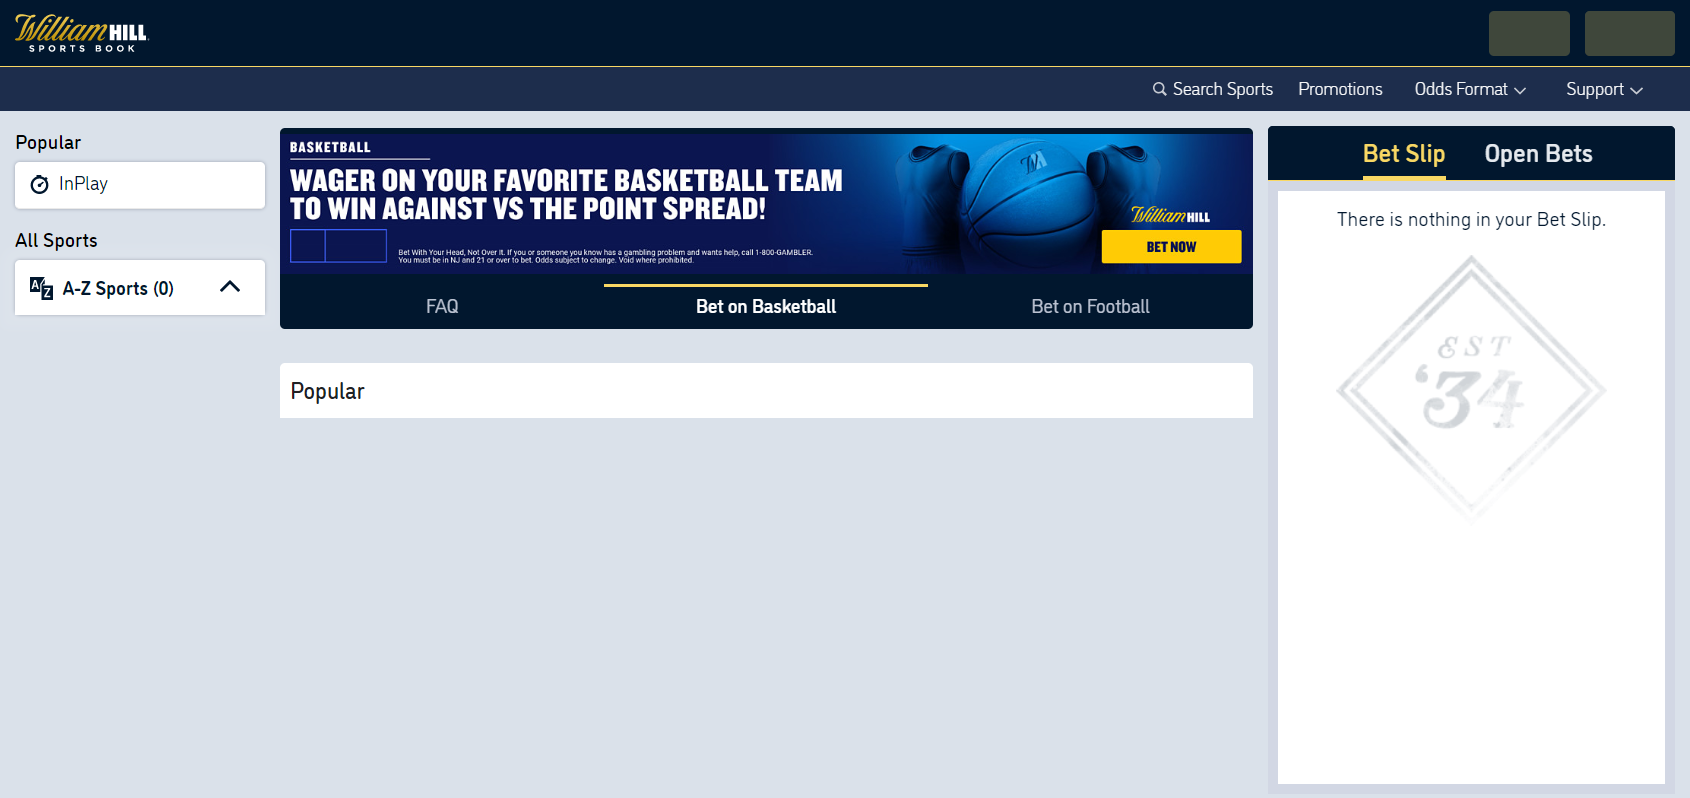 William HILL
SPORTS BOOK
Search Sports
Promotions
Odds Format
Support
Popular
InPlay
All Sports
A-Z Sports (0)
BASKETBALL
WAGER ON YOUR FAVORITE BASKETBALL TEAM
TO WIN AGAINST VS THE POINT SPREAD!
Bet With Your Head, Not Over It. If you or someone you know has a gambling problem and wants help, call 1-800-GAMBLER.
You must be in NJ and 21 or over to bet. Odds subject to change. Void where prohibited.
William HILL
BET NOW
FAQ
Bet on Basketball
Bet on Football
Popular
Bet Slip
Open Bets
There is nothing in your Bet Slip.
EST
‘34